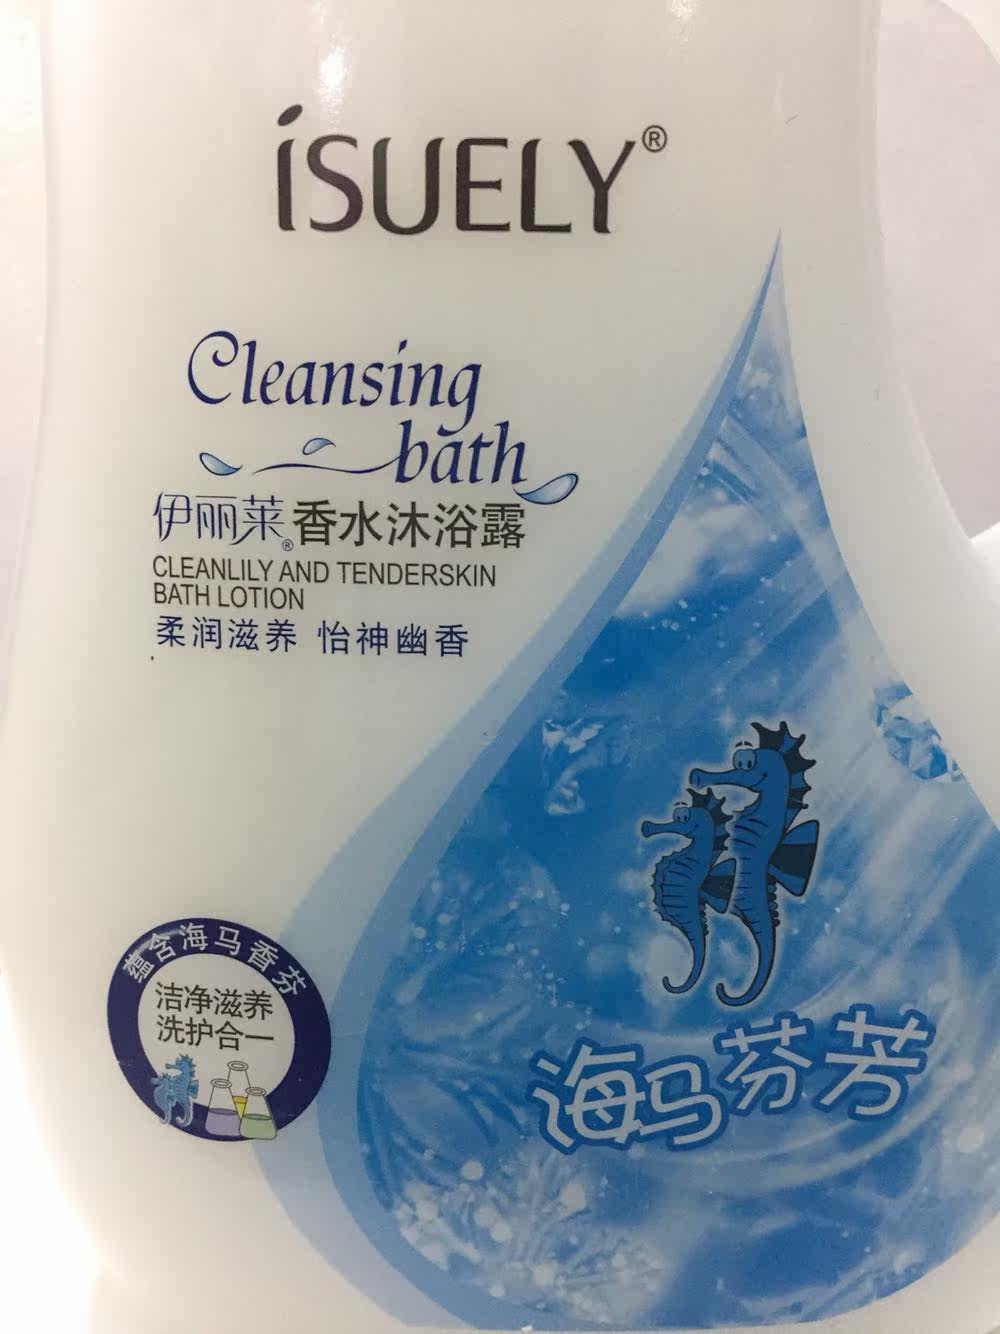 iSUELY®
Cleansing
bath
伊丽莱®香水沐浴露
CLEANLILY AND TENDERSKIN
BATH LOTION
柔润滋养 怡神幽香
蕴含海马香芬
洁净滋养
洗护合一
海马芬芳